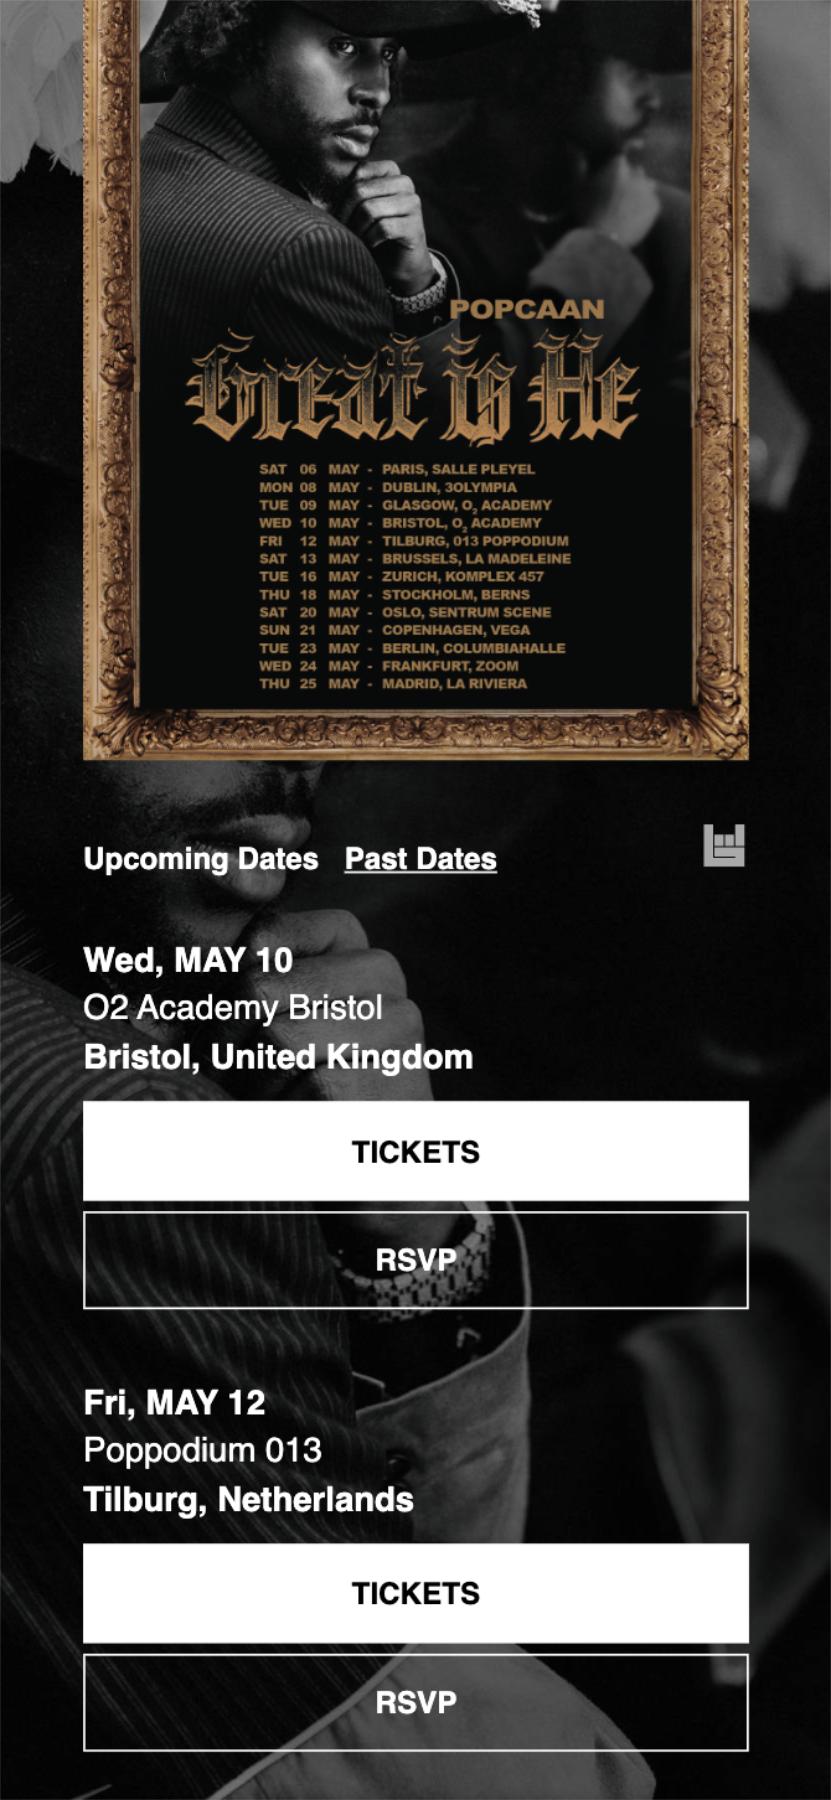 POPCAAN
Great is He
SAT 06 MAY - PARIS, SALLE PLEYEL
MON 08 MAY - DUBLIN, 3OLYMPIA
TUE 09 MAY - GLASGOW, O2 ACADEMY
WED 10 MAY - BRISTOL, O2 ACADEMY
FRI 12 MAY - TILBURG, 013 POPPODIUM
SAT 13 MAY - BRUSSELS, LA MADELEINE
TUE 16 MAY - ZURICH, KOMPLEX 457
THU 18 MAY - STOCKHOLM, BERNS
SAT 20 MAY - OSLO, SENTRUM SCENE
SUN 21 MAY - COPENHAGEN, VEGA
TUE 23 MAY - BERLIN, COLUMBIAHALLE
WED 24 MAY - FRANKFURT, ZOOM
THU 25 MAY - MADRID, LA RIVIERA
Upcoming Dates Past Dates
Wed, MAY 10
O2 Academy Bristol
Bristol, United Kingdom
TICKETS
RSVP
Fri, MAY 12
Poppodium 013
Tilburg, Netherlands
TICKETS
RSVP